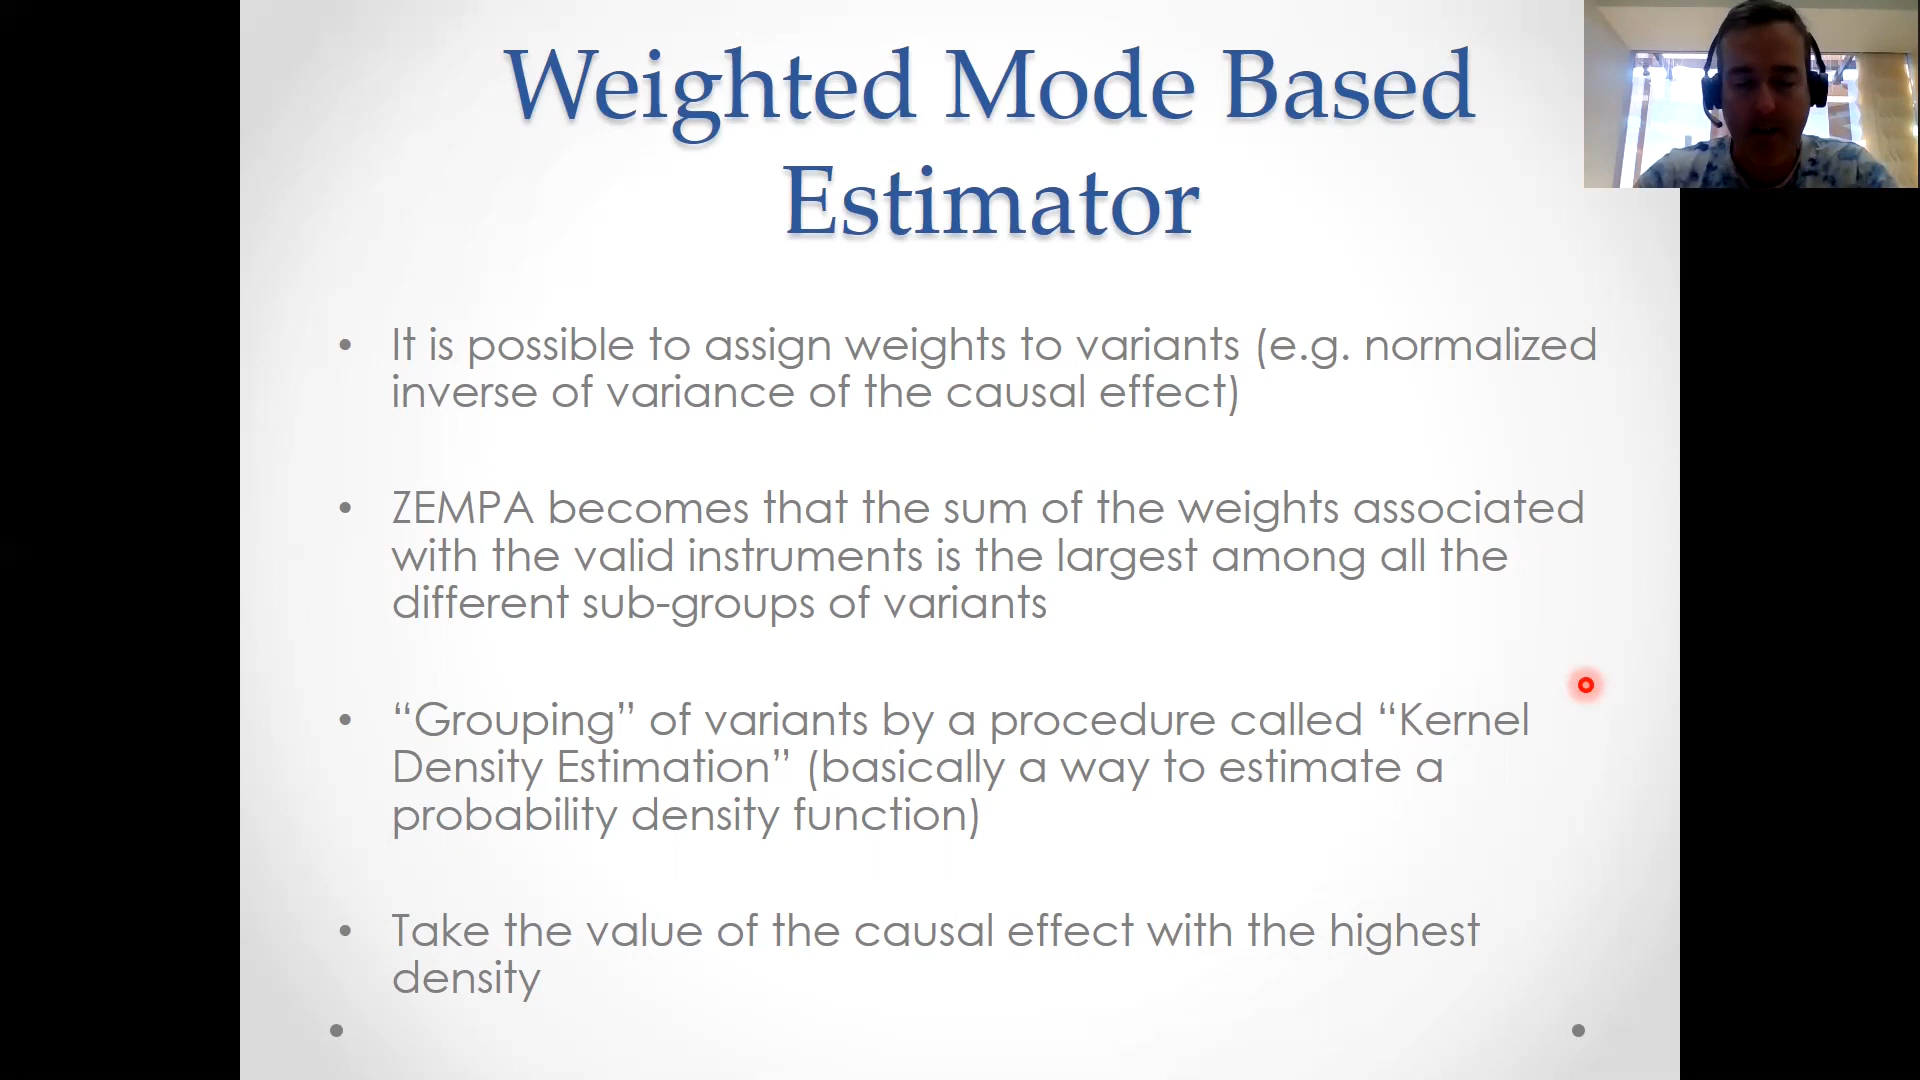 Weighted Mode Based
Estimator
• It is possible to assign weights to variants (e.g. normalized
inverse of variance of the causal effect)
• ZEMPA becomes that the sum of the weights associated
with the valid instruments is the largest among all the
different sub-groups of variants
• “Grouping” of variants by a procedure called “Kernel
Density Estimation” (basically a way to estimate a
probability density function)
• Take the value of the causal effect with the highest
density